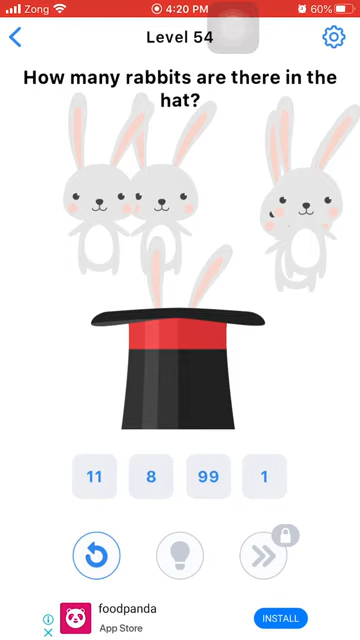 Zong
4:20 PM
60%
Level 54
How many rabbits are there in the
hat?
11
8
99
1
foodpanda
App Store
INSTALL